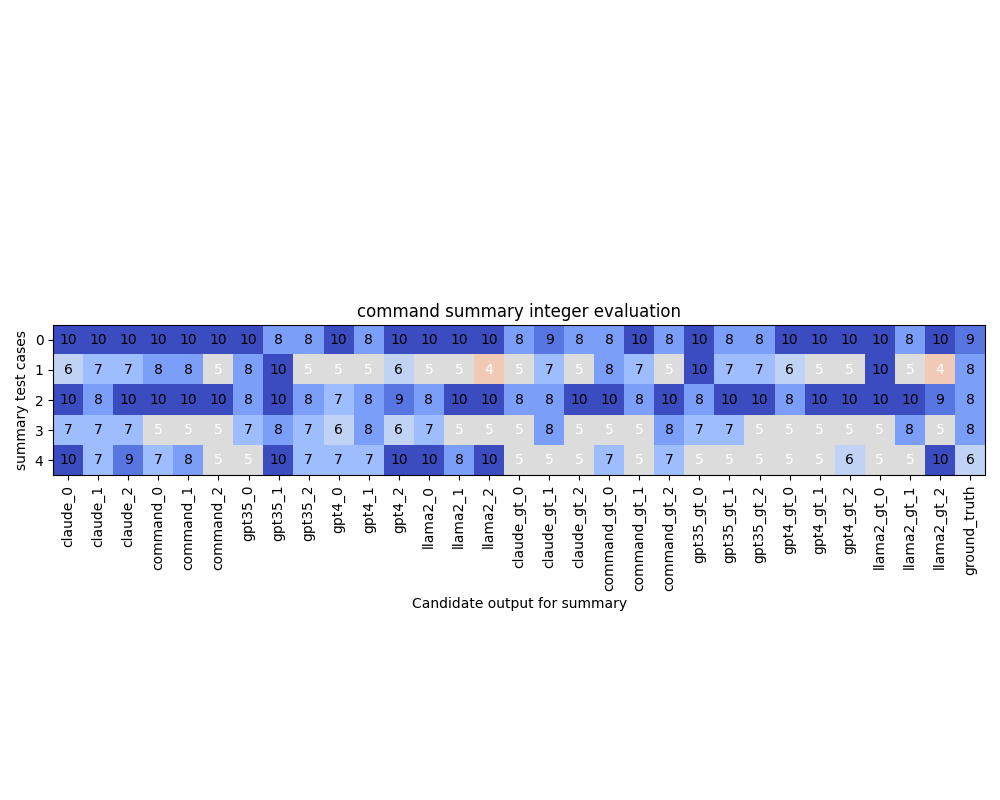 command summary integer evaluation
summary test cases
0 10 10 10 10 10 10 10 8 8 10 8 10 10 10 10 8 9 8 8 10 8 10 8 8 10 10 10 10 8 10 9
1 6 7 7 8 8 5 8 10 5 5 5 6 5 5 4 5 7 5 8 7 5 10 7 7 6 5 5 10 5 4 8
2 10 8 10 10 10 10 8 10 8 7 8 9 8 10 10 8 8 10 10 8 10 8 10 10 8 10 10 10 10 9 8
3 7 7 7 5 5 5 7 8 7 6 8 6 7 5 5 5 8 5 5 5 8 7 7 5 5 5 5 5 8 5 8
4 10 7 9 7 8 5 5 10 7 7 7 10 10 8 10 5 5 5 7 5 7 5 5 5 5 5 6 5 5 10 6
claude_0 claude_1 claude_2 command_0 command_1 command_2 gpt35_0 gpt35_1 gpt35_2 gpt4_0 gpt4_1 gpt4_2 llama2_0 llama2_1 llama2_2 claude_gt_0 claude_gt_1 claude_gt_2 command_gt_0 command_gt_1 command_gt_2 gpt35_gt_0 gpt35_gt_1 gpt35_gt_2 gpt4_gt_0 gpt4_gt_1 gpt4_gt_2 llama2_gt_0 llama2_gt_1 llama2_gt_2 ground_truth
Candidate output for summary